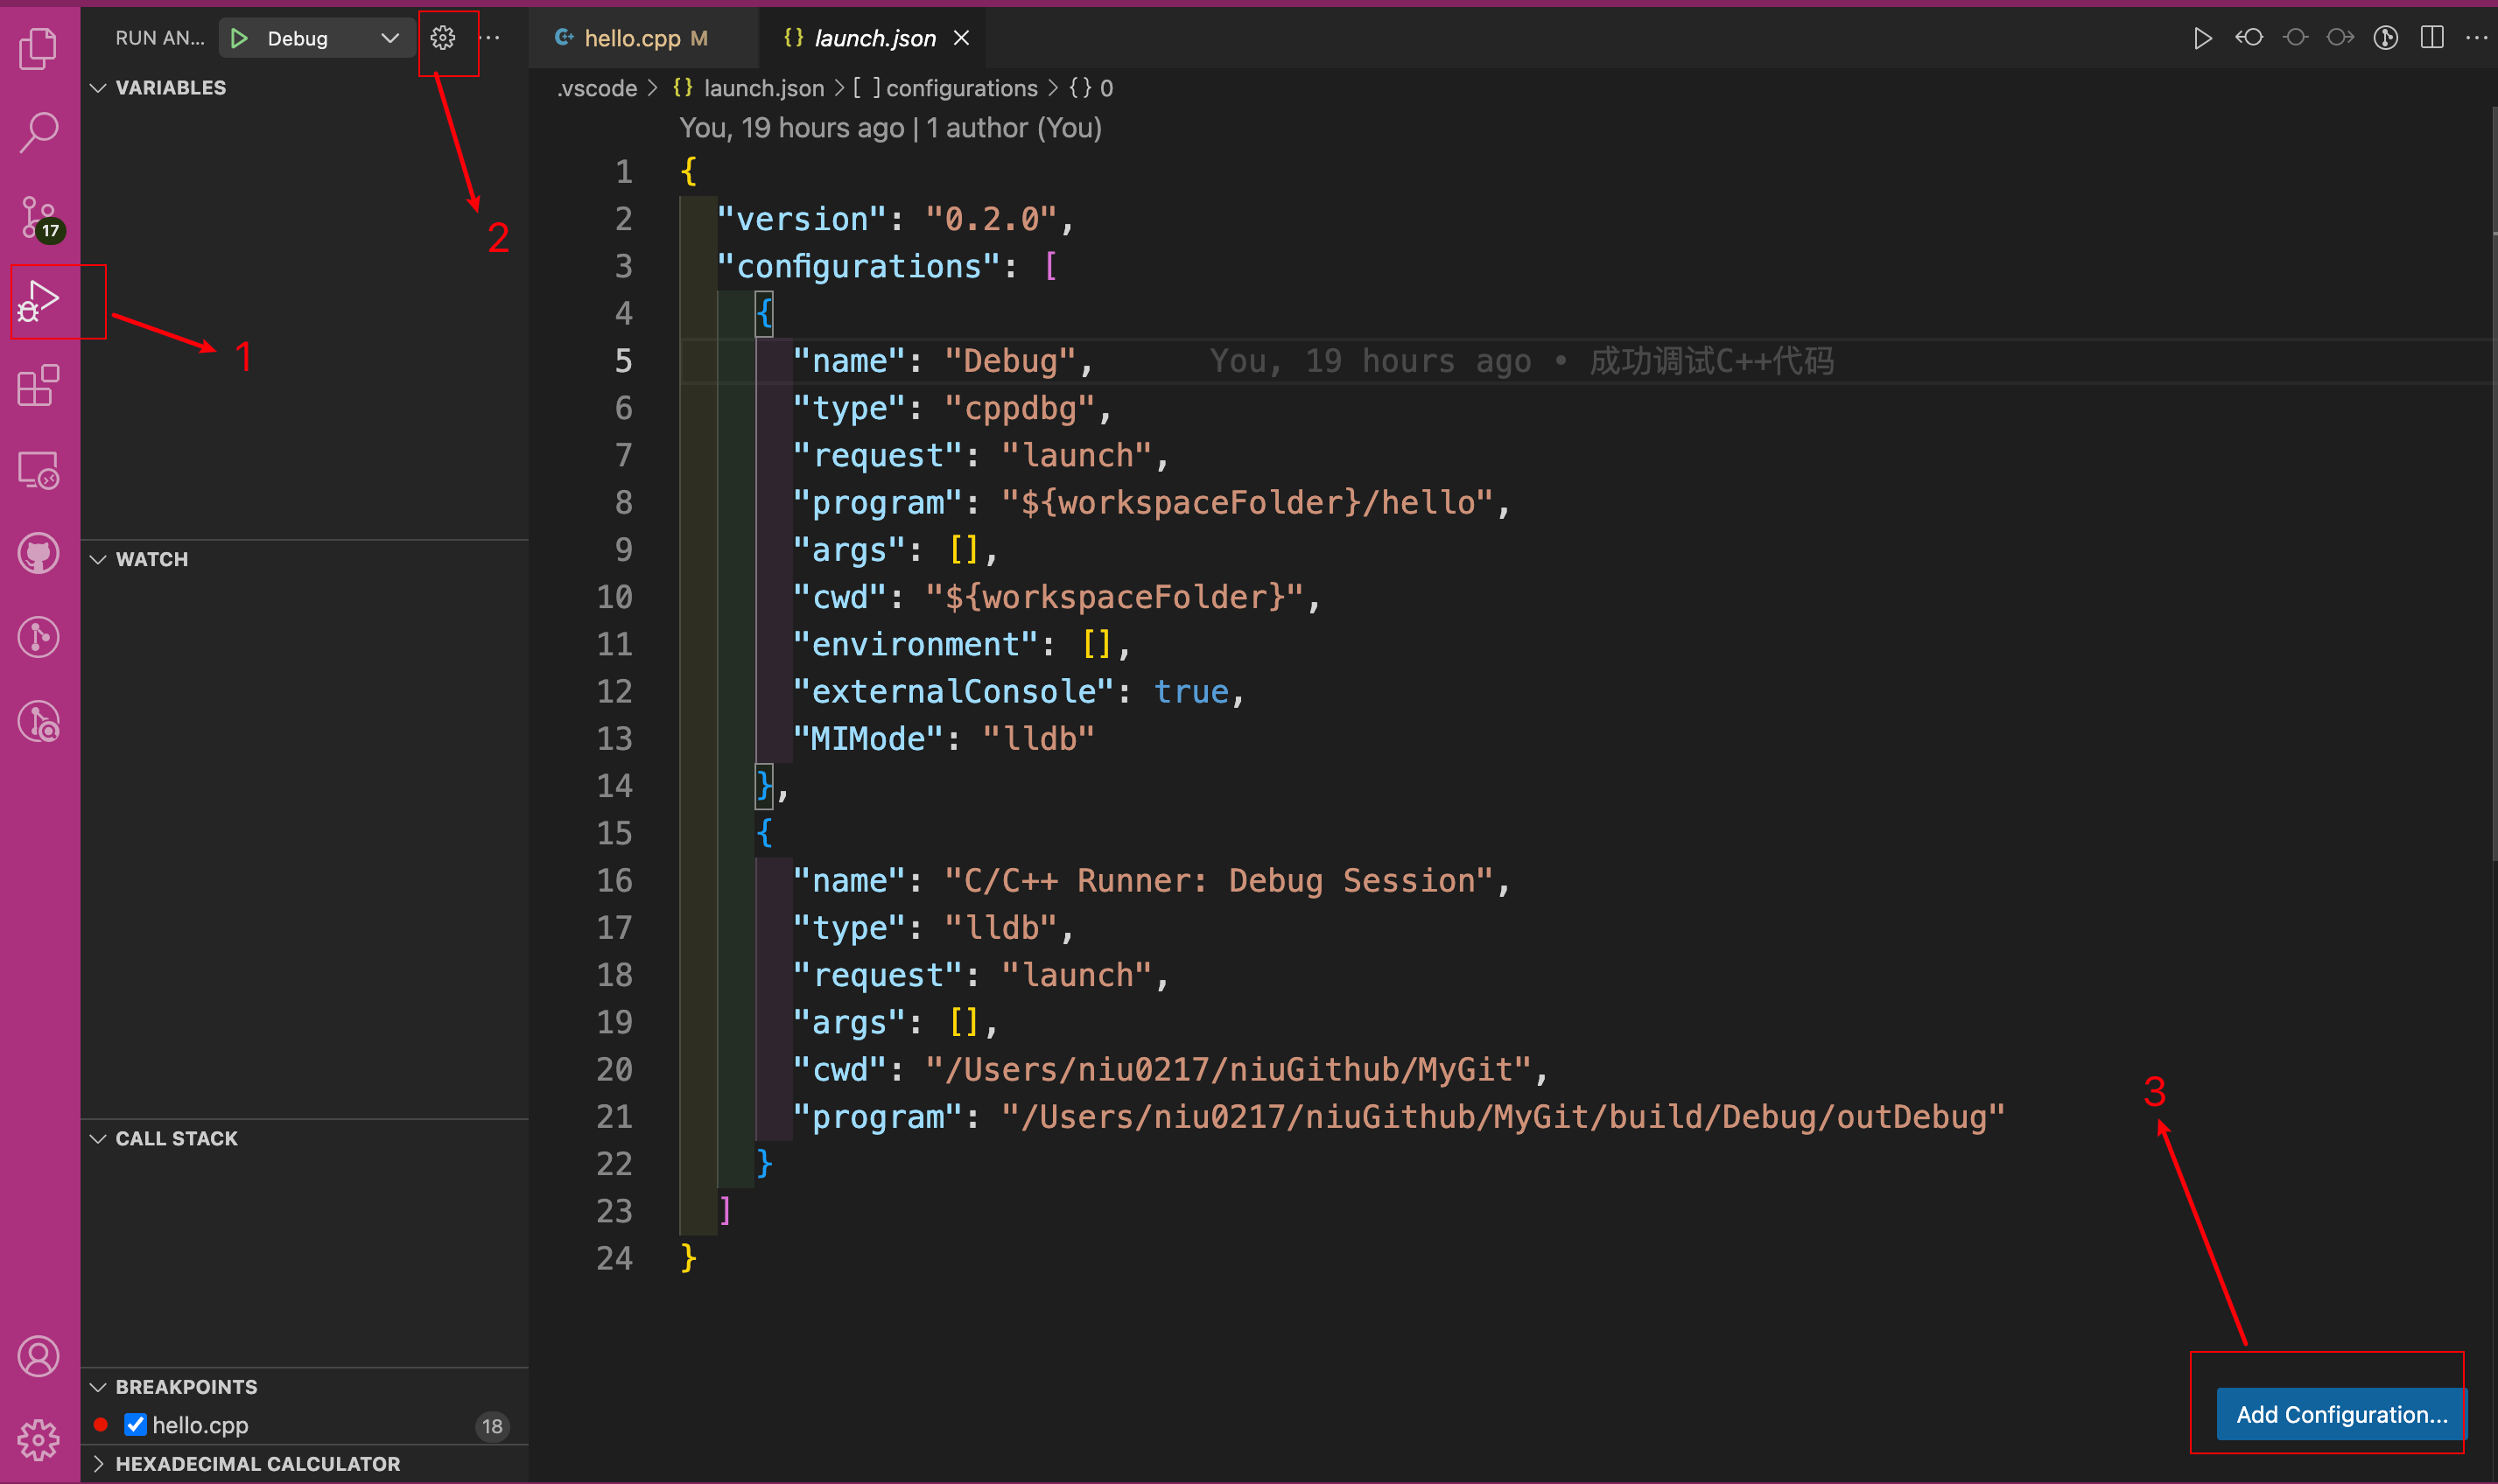 RUN AN... Debug
2
VARIABLES
17
1
WATCH
CALL STACK
BREAKPOINTS
hello.cpp 18
HEXADECIMAL CALCULATOR
hello.cpp M {} launch.json
.vscode > {} launch.json > [ ] configurations > {} 0
You, 19 hours ago | 1 author (You)
1 {
2 "version": "0.2.0",
3 "configurations": [
4 {
5 "name": "Debug", You, 19 hours ago • 成功调试C++代码
6 "type": "cppdbg",
7 "request": "launch",
8 "program": "${workspaceFolder}/hello",
9 "args": [],
10 "cwd": "${workspaceFolder}",
11 "environment": [],
12 "externalConsole": true,
13 "MIMode": "lldb"
14 },
15 {
16 "name": "C/C++ Runner: Debug Session",
17 "type": "lldb",
18 "request": "launch",
19 "args": [],
20 "cwd": "/Users/niu0217/niuGithub/MyGit",
21 "program": "/Users/niu0217/niuGithub/MyGit/build/Debug/outDebug"
22 }
23 ]
24 }
3
Add Configuration...